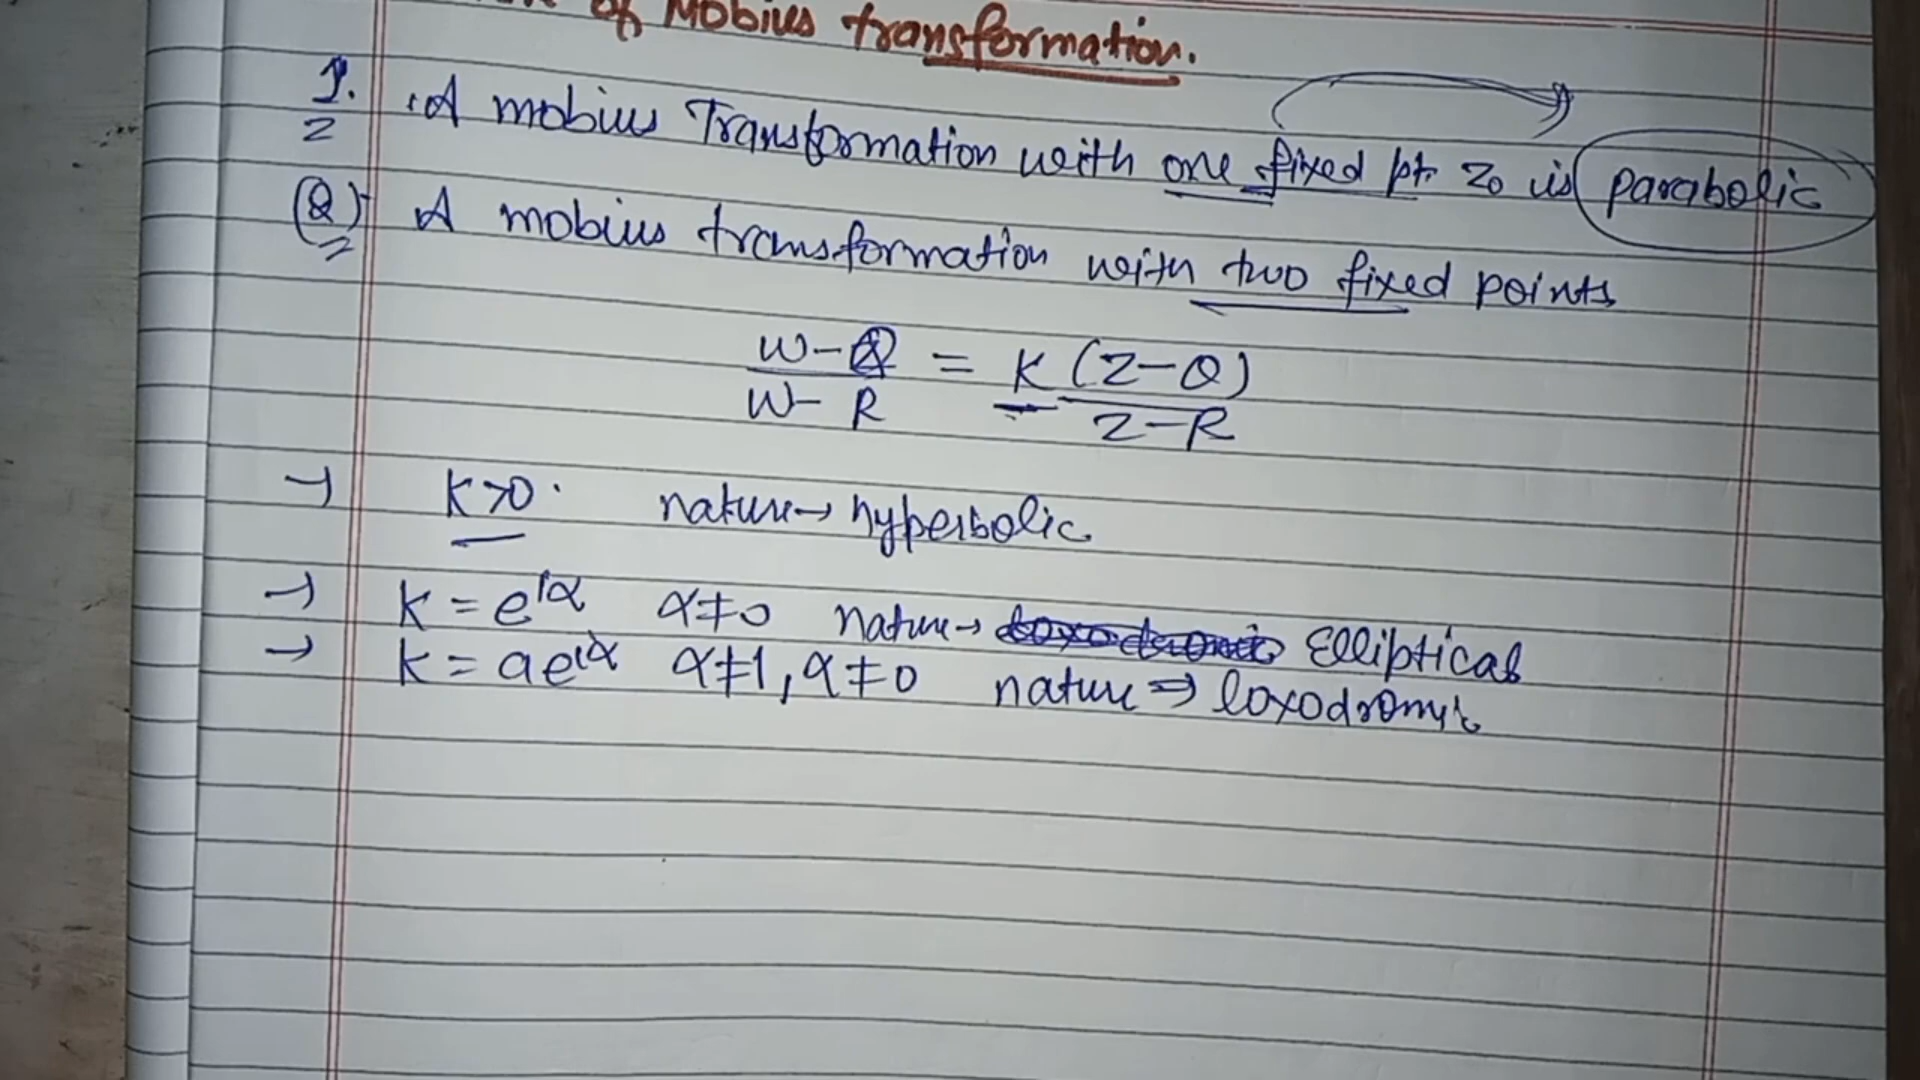 of Mobius transformation.
1. A mobius Transformation with one fixed pt. z₀ is parabolic
(2) A mobius transformation with two fixed points
W-Q / W-R = K (Z-Q) / Z-R
→ K>0. nature→ hyperbolic
→ K = e^iα α≠0 nature→ Elliptical
→ K = ae^iα α≠1, α≠0 nature ⇒ loxodromic